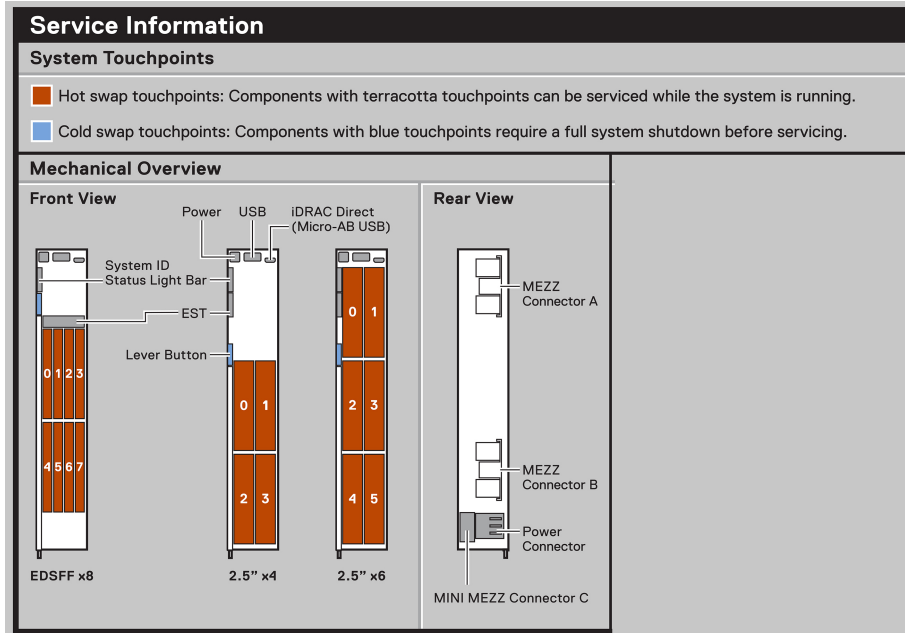 Service Information
System Touchpoints
Hot swap touchpoints: Components with terracotta touchpoints can be serviced while the system is running.
Cold swap touchpoints: Components with blue touchpoints require a full system shutdown before servicing.
Mechanical Overview
Front View
Power
USB
iDRAC Direct
(Micro-AB USB)
System ID
Status Light Bar
EST
Lever Button
0 1 2 3
4 5 6 7
EDSFF x8
0 1
2 3
2.5” x4
0 1
2 3
4 5
2.5” x6
Rear View
MEZZ
Connector A
MEZZ
Connector B
Power
Connector
MINI MEZZ Connector C